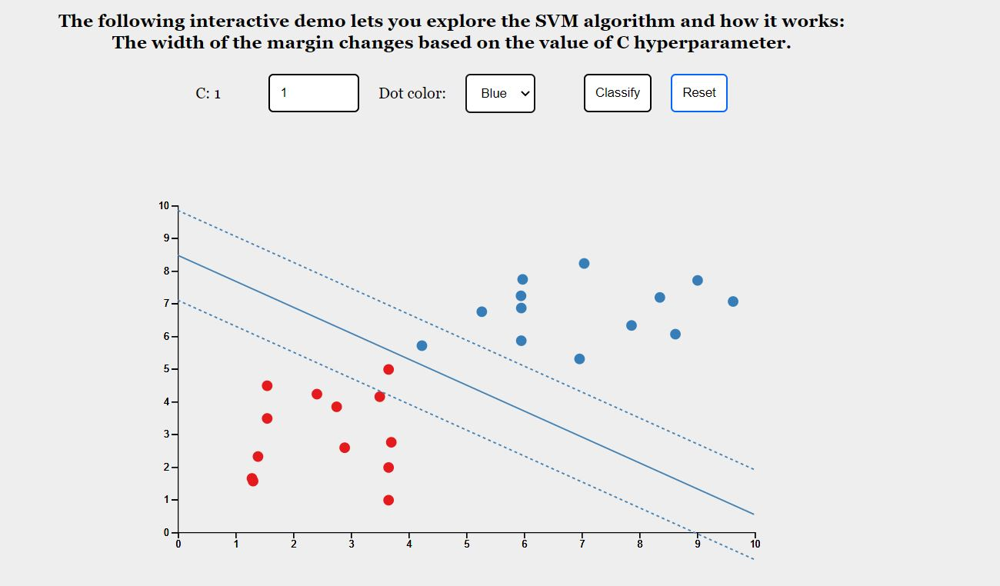 The following interactive demo lets you explore the SVM algorithm and how it works:
The width of the margin changes based on the value of C hyperparameter.
C: 1 1 Dot color: Blue Classify Reset
10
9
8
7
6
5
4
3
2
1
0
0 1 2 3 4 5 6 7 8 9 10